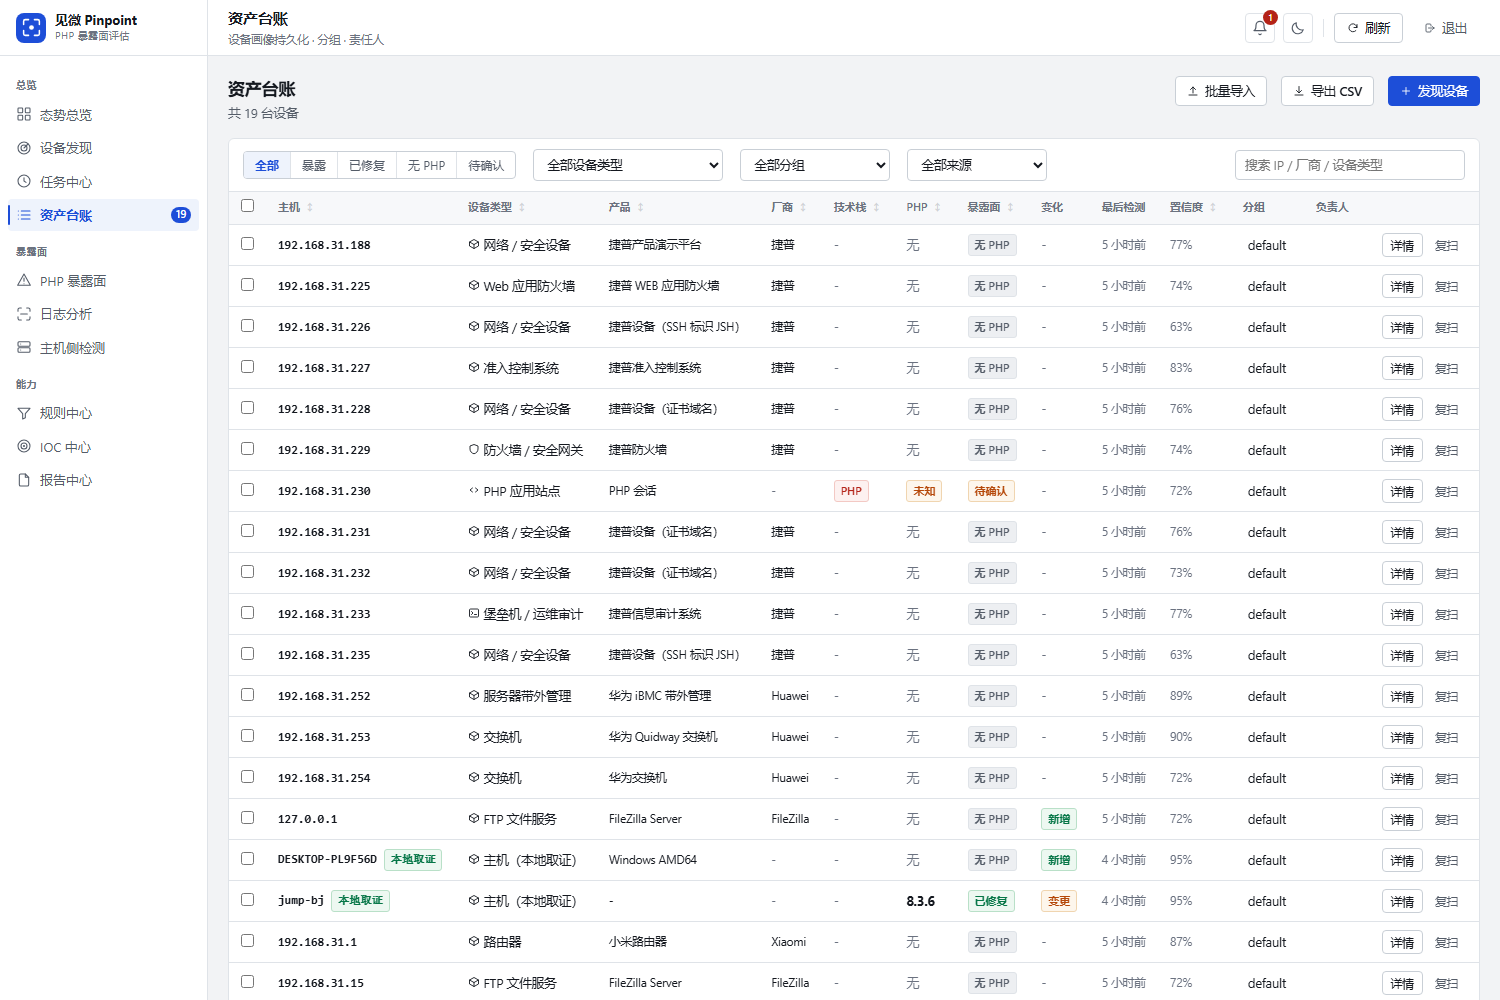 见微 Pinpoint
PHP 暴露面评估
总览
态势总览
设备发现
任务中心
资产台账 19
暴露面
PHP 暴露面
日志分析
主机侧检测
能力
规则中心
IOC 中心
报告中心
资产台账
设备画像持久化 · 分组 · 责任人
1
刷新
退出
资产台账
共 19 台设备
批量导入
导出 CSV
+ 发现设备
全部 暴露 已修复 无 PHP 待确认 全部设备类型 全部分组 全部来源 搜索 IP / 厂商 / 设备类型
主机 设备类型 产品 厂商 技术栈 PHP 暴露面 变化 最后检测 置信度 分组 负责人
192.168.31.188 网络 / 安全设备 捷普产品演示平台 捷普 - 无 无 PHP - 5 小时前 77% default 详情 复扫
192.168.31.225 Web 应用防火墙 捷普 WEB 应用防火墙 捷普 - 无 无 PHP - 5 小时前 74% default 详情 复扫
192.168.31.226 网络 / 安全设备 捷普设备（SSH 标识 JSH） 捷普 - 无 无 PHP - 5 小时前 63% default 详情 复扫
192.168.31.227 准入控制系统 捷普准入控制系统 捷普 - 无 无 PHP - 5 小时前 83% default 详情 复扫
192.168.31.228 网络 / 安全设备 捷普设备（证书域名） 捷普 - 无 无 PHP - 5 小时前 76% default 详情 复扫
192.168.31.229 防火墙 / 安全网关 捷普防火墙 捷普 - 无 无 PHP - 5 小时前 74% default 详情 复扫
192.168.31.230 PHP 应用站点 PHP 会话 - PHP 未知 待确认 - 5 小时前 72% default 详情 复扫
192.168.31.231 网络 / 安全设备 捷普设备（证书域名） 捷普 - 无 无 PHP - 5 小时前 76% default 详情 复扫
192.168.31.232 网络 / 安全设备 捷普设备（证书域名） 捷普 - 无 无 PHP - 5 小时前 73% default 详情 复扫
192.168.31.233 堡垒机 / 运维审计 捷普信息审计系统 捷普 - 无 无 PHP - 5 小时前 77% default 详情 复扫
192.168.31.235 网络 / 安全设备 捷普设备（SSH 标识 JSH） 捷普 - 无 无 PHP - 5 小时前 63% default 详情 复扫
192.168.31.252 服务器带外管理 华为 iBMC 带外管理 Huawei - 无 无 PHP - 5 小时前 89% default 详情 复扫
192.168.31.253 交换机 华为 Quidway 交换机 Huawei - 无 无 PHP - 5 小时前 90% default 详情 复扫
192.168.31.254 交换机 华为交换机 Huawei - 无 无 PHP - 5 小时前 72% default 详情 复扫
127.0.0.1 FTP 文件服务 FileZilla Server FileZilla - 无 无 PHP 新增 5 小时前 72% default 详情 复扫
DESKTOP-PL9F56D 本地取证 主机（本地取证） Windows AMD64 - - 无 无 PHP 新增 4 小时前 95% default 详情 复扫
jump-bj 本地取证 主机（本地取证） - - - 8.3.6 已修复 变更 4 小时前 95% default 详情 复扫
192.168.31.1 路由器 小米路由器 Xiaomi - 无 无 PHP - 5 小时前 87% default 详情 复扫
192.168.31.15 FTP 文件服务 FileZilla Server FileZilla - 无 无 PHP - 5 小时前 72% default 详情 复扫